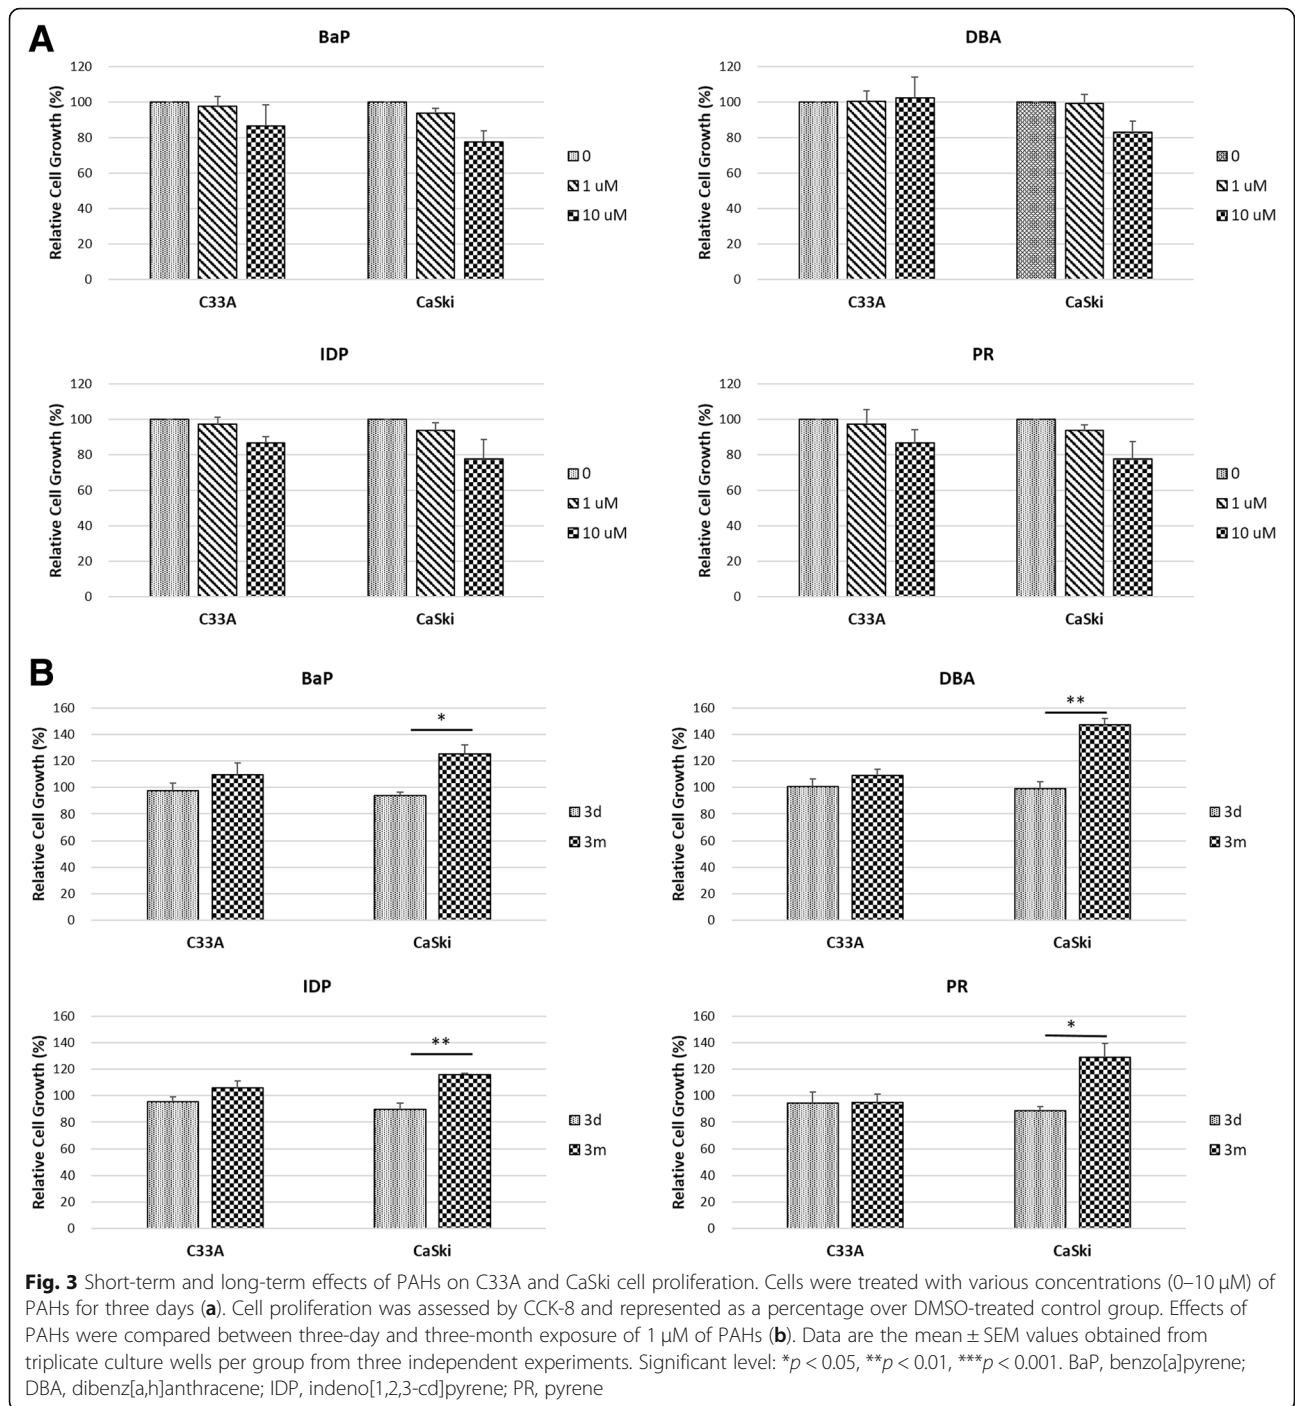 A
BaP
Relative Cell Growth (%)
120
100
80
60
40
20
0
C33A
CaSki
0
1 uM
10 uM
DBA
Relative Cell Growth (%)
120
100
80
60
40
20
0
C33A
CaSki
0
1 uM
10 uM
IDP
Relative Cell Growth (%)
120
100
80
60
40
20
0
C33A
CaSki
0
1 uM
10 uM
PR
Relative Cell Growth (%)
120
100
80
60
40
20
0
C33A
CaSki
0
1 uM
10 uM
B
BaP
Relative Cell Growth (%)
160
140
120
100
80
60
40
20
0
*
C33A
CaSki
3d
3m
DBA
Relative Cell Growth (%)
160
140
120
100
80
60
40
20
0
**
C33A
CaSki
3d
3m
IDP
Relative Cell Growth (%)
160
140
120
100
80
60
40
20
0
**
C33A
CaSki
3d
3m
PR
Relative Cell Growth (%)
160
140
120
100
80
60
40
20
0
*
C33A
CaSki
3d
3m
Fig. 3 Short-term and long-term effects of PAHs on C33A and CaSki cell proliferation. Cells were treated with various concentrations (0–10 μM) of
PAHs for three days (a). Cell proliferation was assessed by CCK-8 and represented as a percentage over DMSO-treated control group. Effects of
PAHs were compared between three-day and three-month exposure of 1 μM of PAHs (b). Data are the mean ± SEM values obtained from
triplicate culture wells per group from three independent experiments. Significant level: *p < 0.05, **p < 0.01, ***p < 0.001. BaP, benzo[a]pyrene;
DBA, dibenz[a,h]anthracene; IDP, indeno[1,2,3-cd]pyrene; PR, pyrene